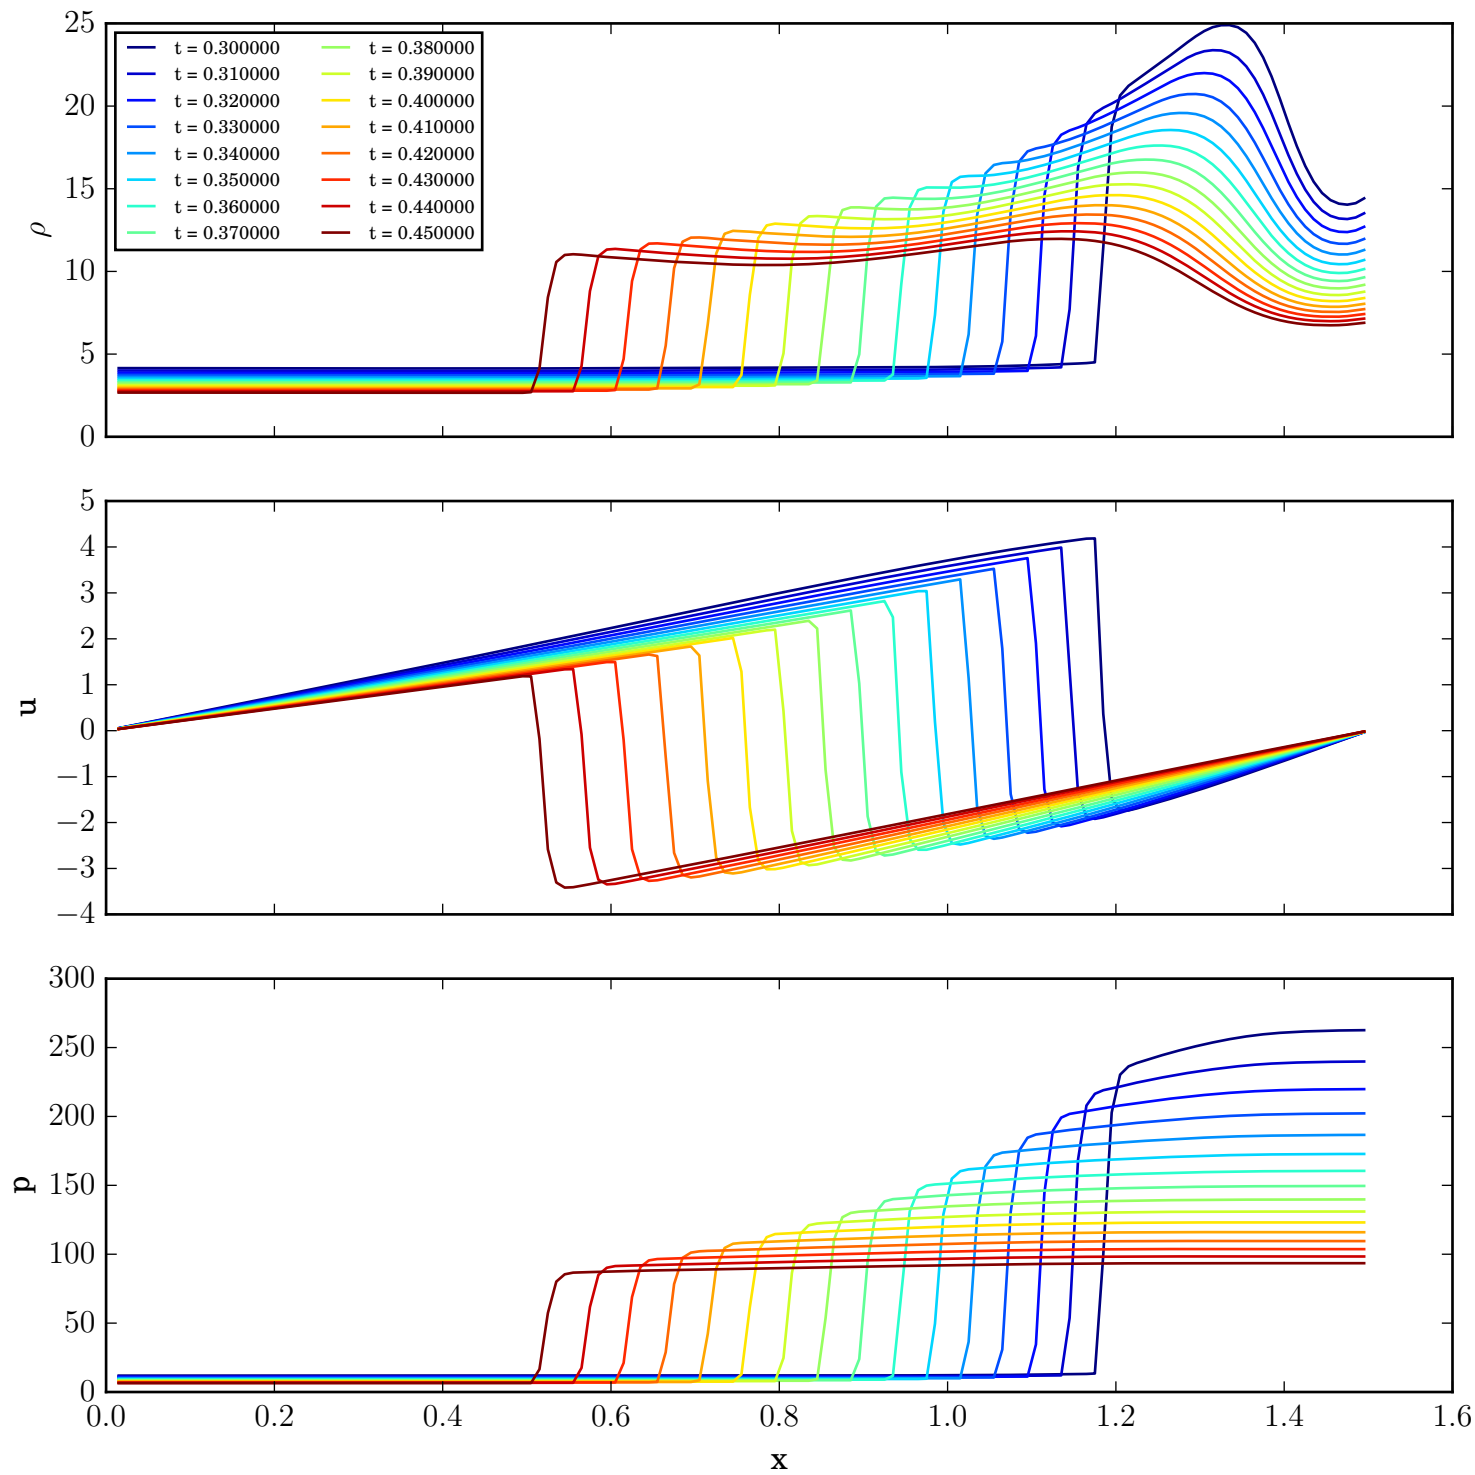 25
20
15
10
5
0
ρ
t = 0.300000 t = 0.380000
t = 0.310000 t = 0.390000
t = 0.320000 t = 0.400000
t = 0.330000 t = 0.410000
t = 0.340000 t = 0.420000
t = 0.350000 t = 0.430000
t = 0.360000 t = 0.440000
t = 0.370000 t = 0.450000
5
4
3
2
1
0
−1
−2
−3
−4
u
300
250
200
150
100
50
0
p
0.0 0.2 0.4 0.6 0.8 1.0 1.2 1.4 1.6
x